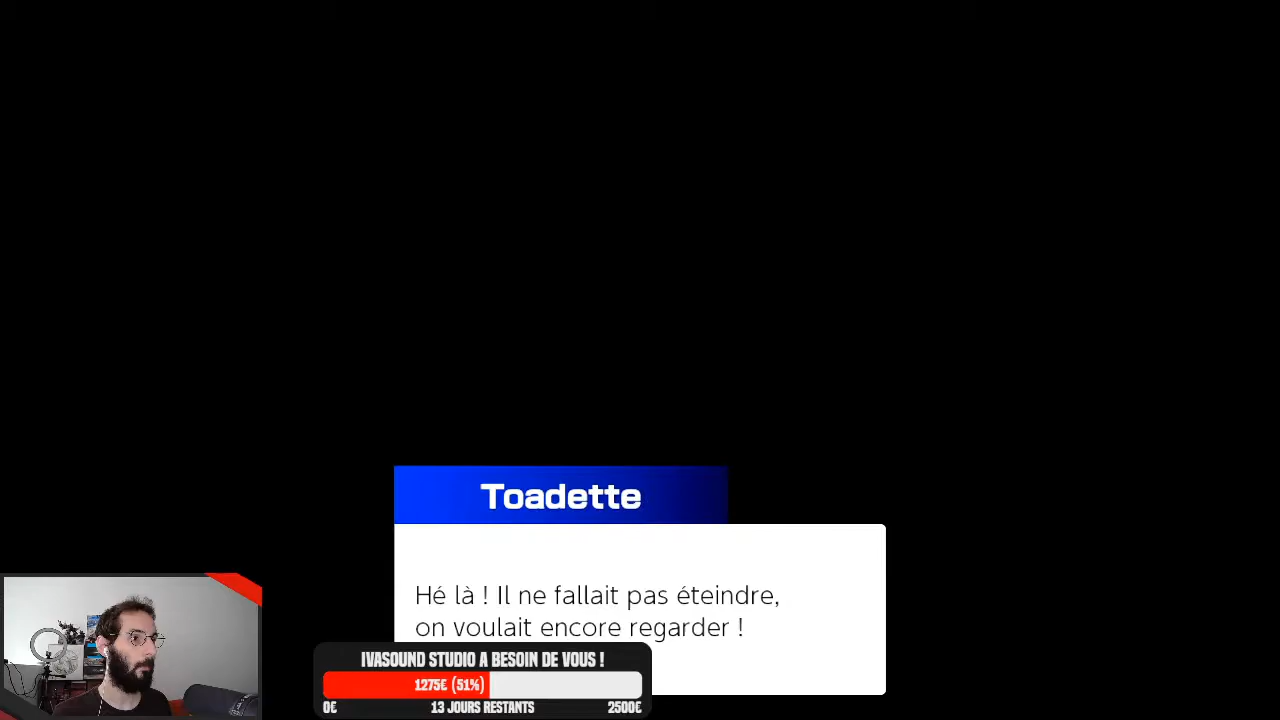 Toadette
Hé là ! Il ne fallait pas éteindre,
on voulait encore regarder !
IVASOUND STUDIO A BESOIN DE VOUS !
1275€ (51%)
0€ 13 JOURS RESTANTS 2500€